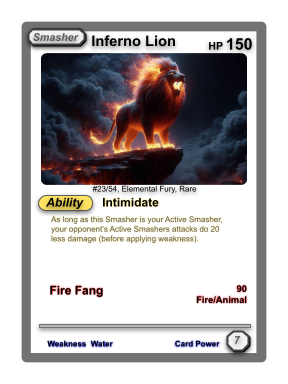 Smasher Inferno Lion HP 150
#23/54, Elemental Fury, Rare
Ability Intimidate
As long as this Smasher is your Active Smasher,
your opponent's Active Smashers attacks do 20
less damage (before applying weakness).
Fire Fang 90
Fire/Animal
Weakness Water Card Power 7